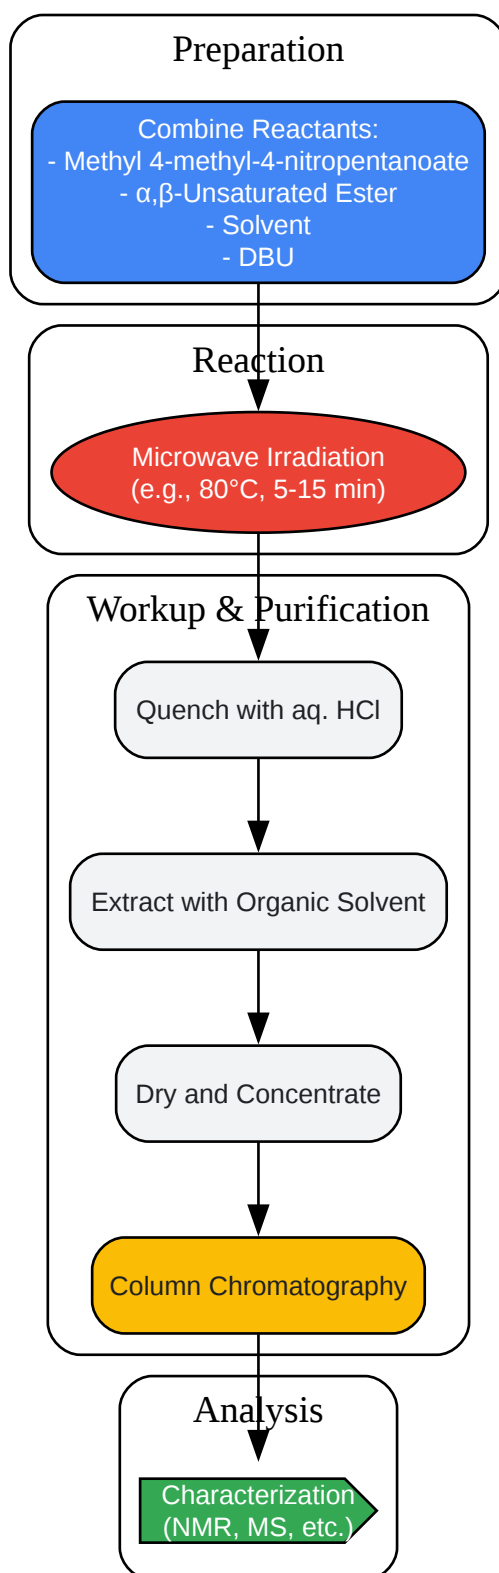 Preparation
Combine Reactants:
- Methyl 4-methyl-4-nitropentanoate
- α,β-Unsaturated Ester
- Solvent
- DBU
Reaction
Microwave Irradiation
(e.g., 80°C, 5-15 min)
Workup & Purification
Quench with aq. HCl
Extract with Organic Solvent
Dry and Concentrate
Column Chromatography
Analysis
Characterization
(NMR, MS, etc.)